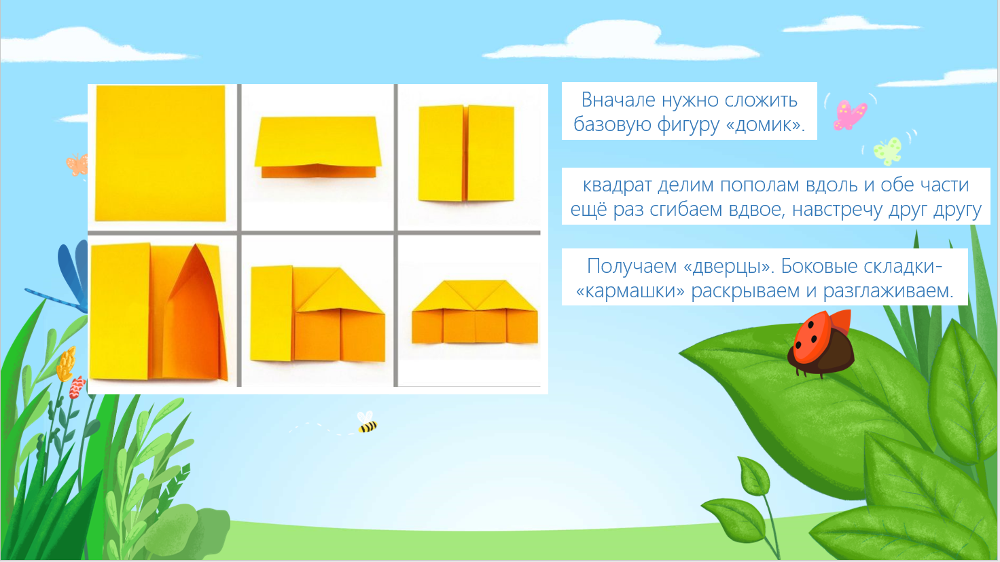 Вначале нужно сложить
базовую фигуру «домик».
квадрат делим пополам вдоль и обе части
ещё раз сгибаем вдвое, навстречу друг другу
Получаем «дверцы». Боковые складки-
«кармашки» раскрываем и разглаживаем.